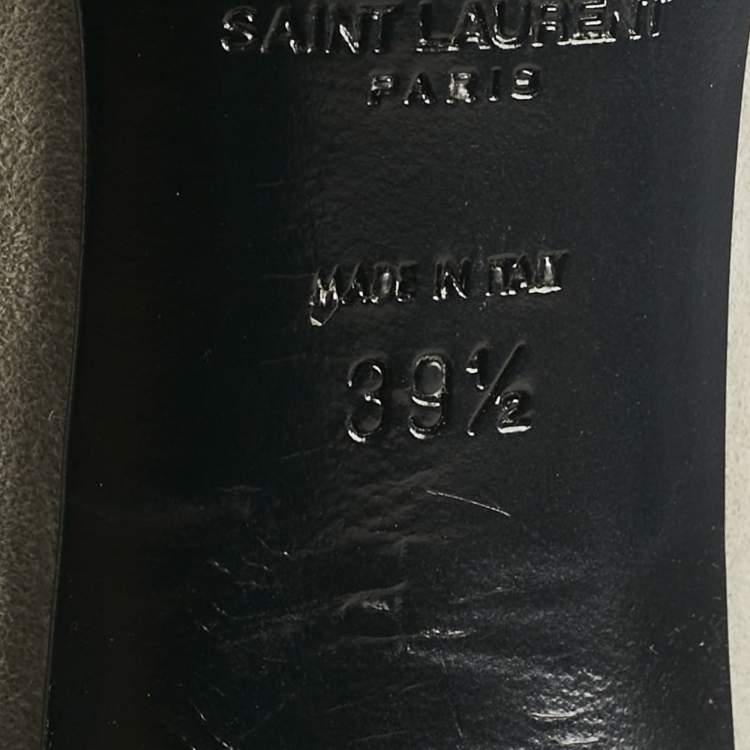 SAINT LAURENT
PARIS
MADE IN ITALY
39½